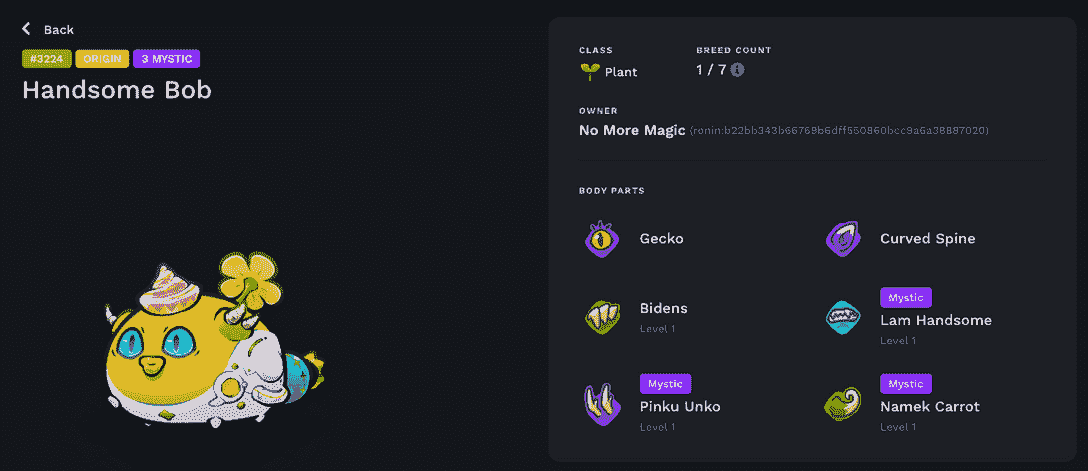 Back
#3224 ORIGIN 3 MYSTIC
Handsome Bob
CLASS
Plant
BREED COUNT
1 / 7
OWNER
No More Magic (ronin:b22bb343b66769b6dff550860bcc9a6a38887020)
BODY PARTS
Gecko
Curved Spine
Bidens
Level 1
Mystic
Lam Handsome
Level 1
Mystic
Pinku Unko
Level 1
Mystic
Namek Carrot
Level 1